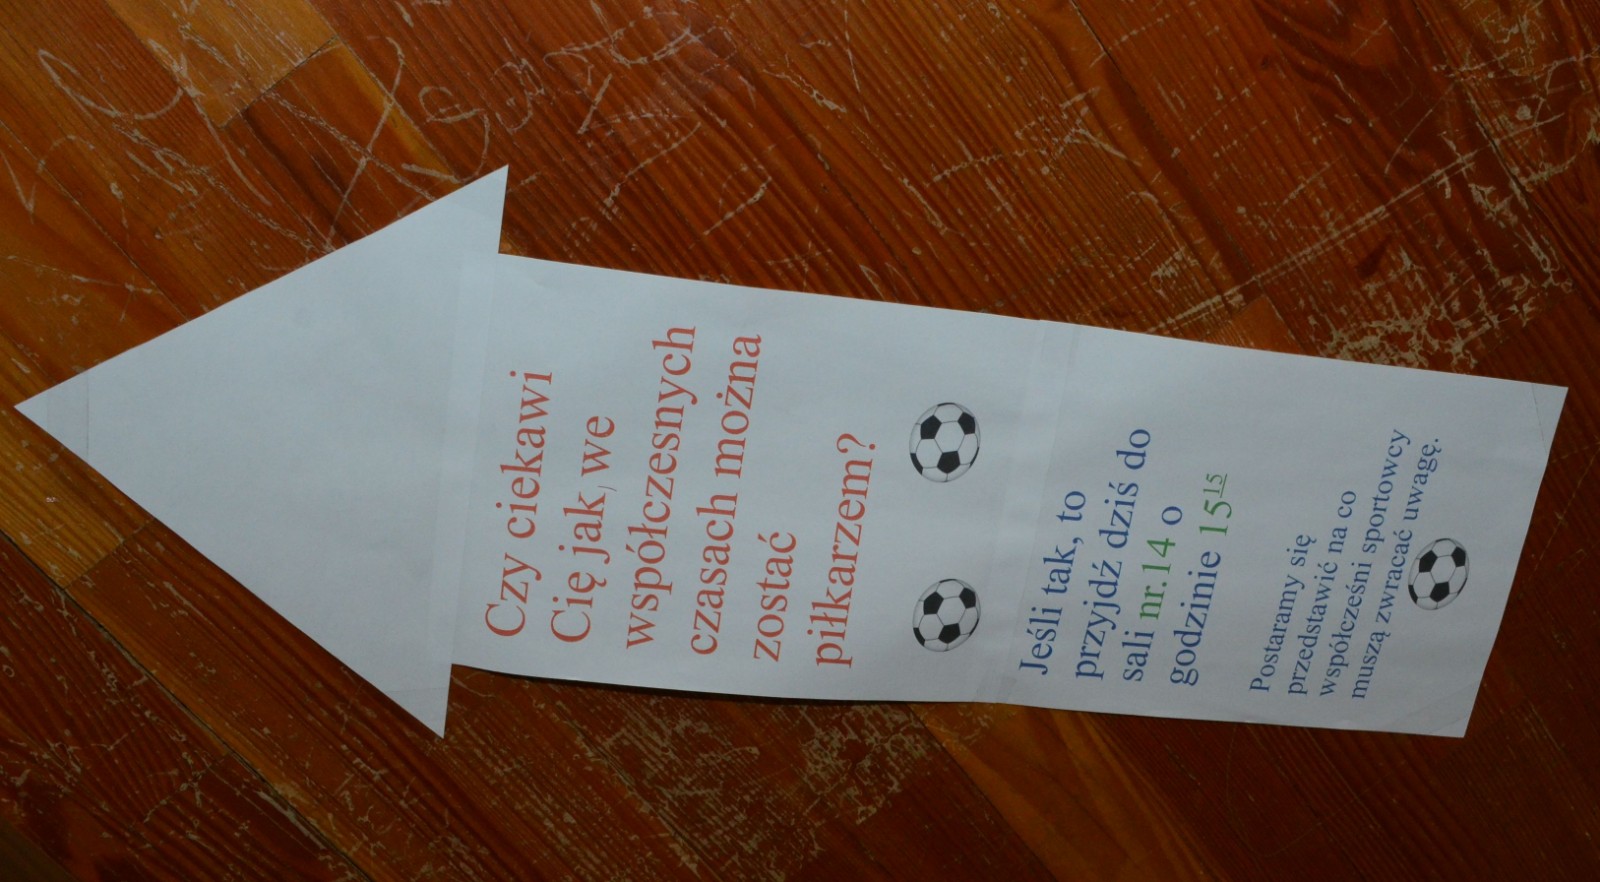 Czy ciekawi
Cię jak, we
współczesnych
czasach można
zostać
piłkarzem?
Jeśli tak, to
przyjdź dziś do
sali nr.14 o
godzinie 15¹⁵
Postaramy się
przedstawić na co
współcześni sportowcy
muszą zwracać uwagę.